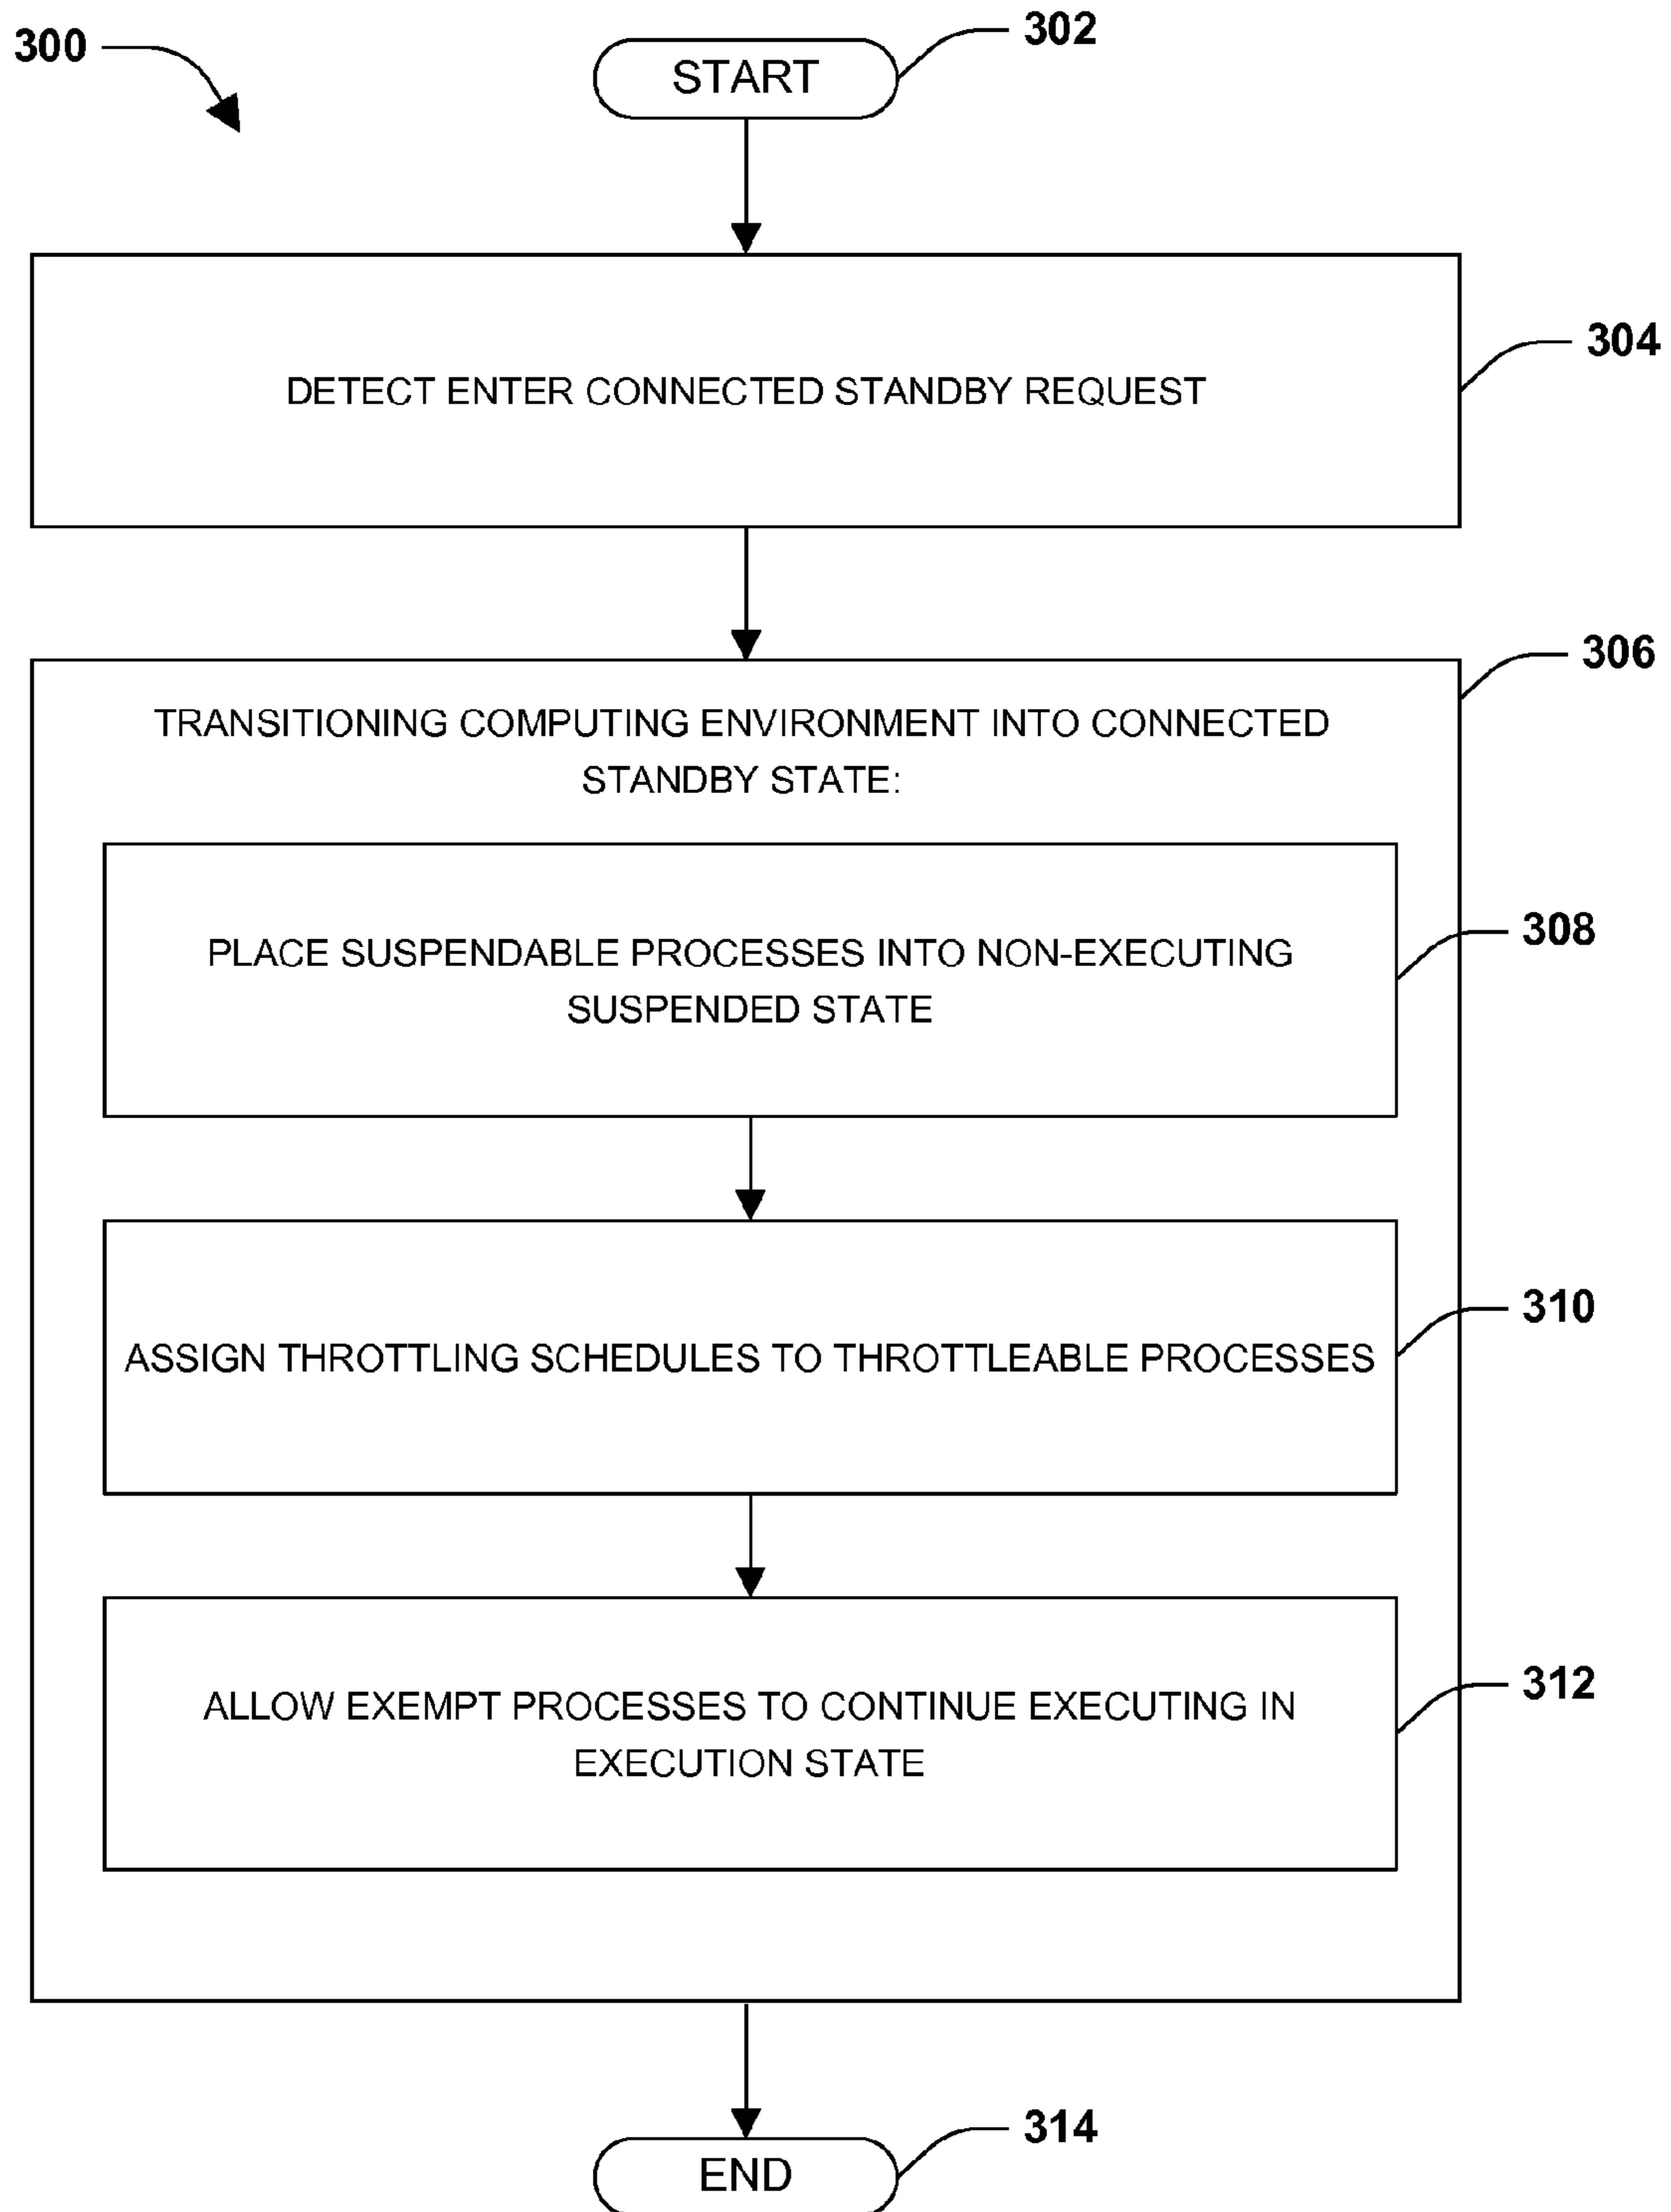 300
302
START
304
DETECT ENTER CONNECTED STANDBY REQUEST
306
TRANSITIONING COMPUTING ENVIRONMENT INTO CONNECTED
STANDBY STATE:
308
PLACE SUSPENDABLE PROCESSES INTO NON-EXECUTING
SUSPENDED STATE
310
ASSIGN THROTTLING SCHEDULES TO THROTTLEABLE PROCESSES
312
ALLOW EXEMPT PROCESSES TO CONTINUE EXECUTING IN
EXECUTION STATE
314
END